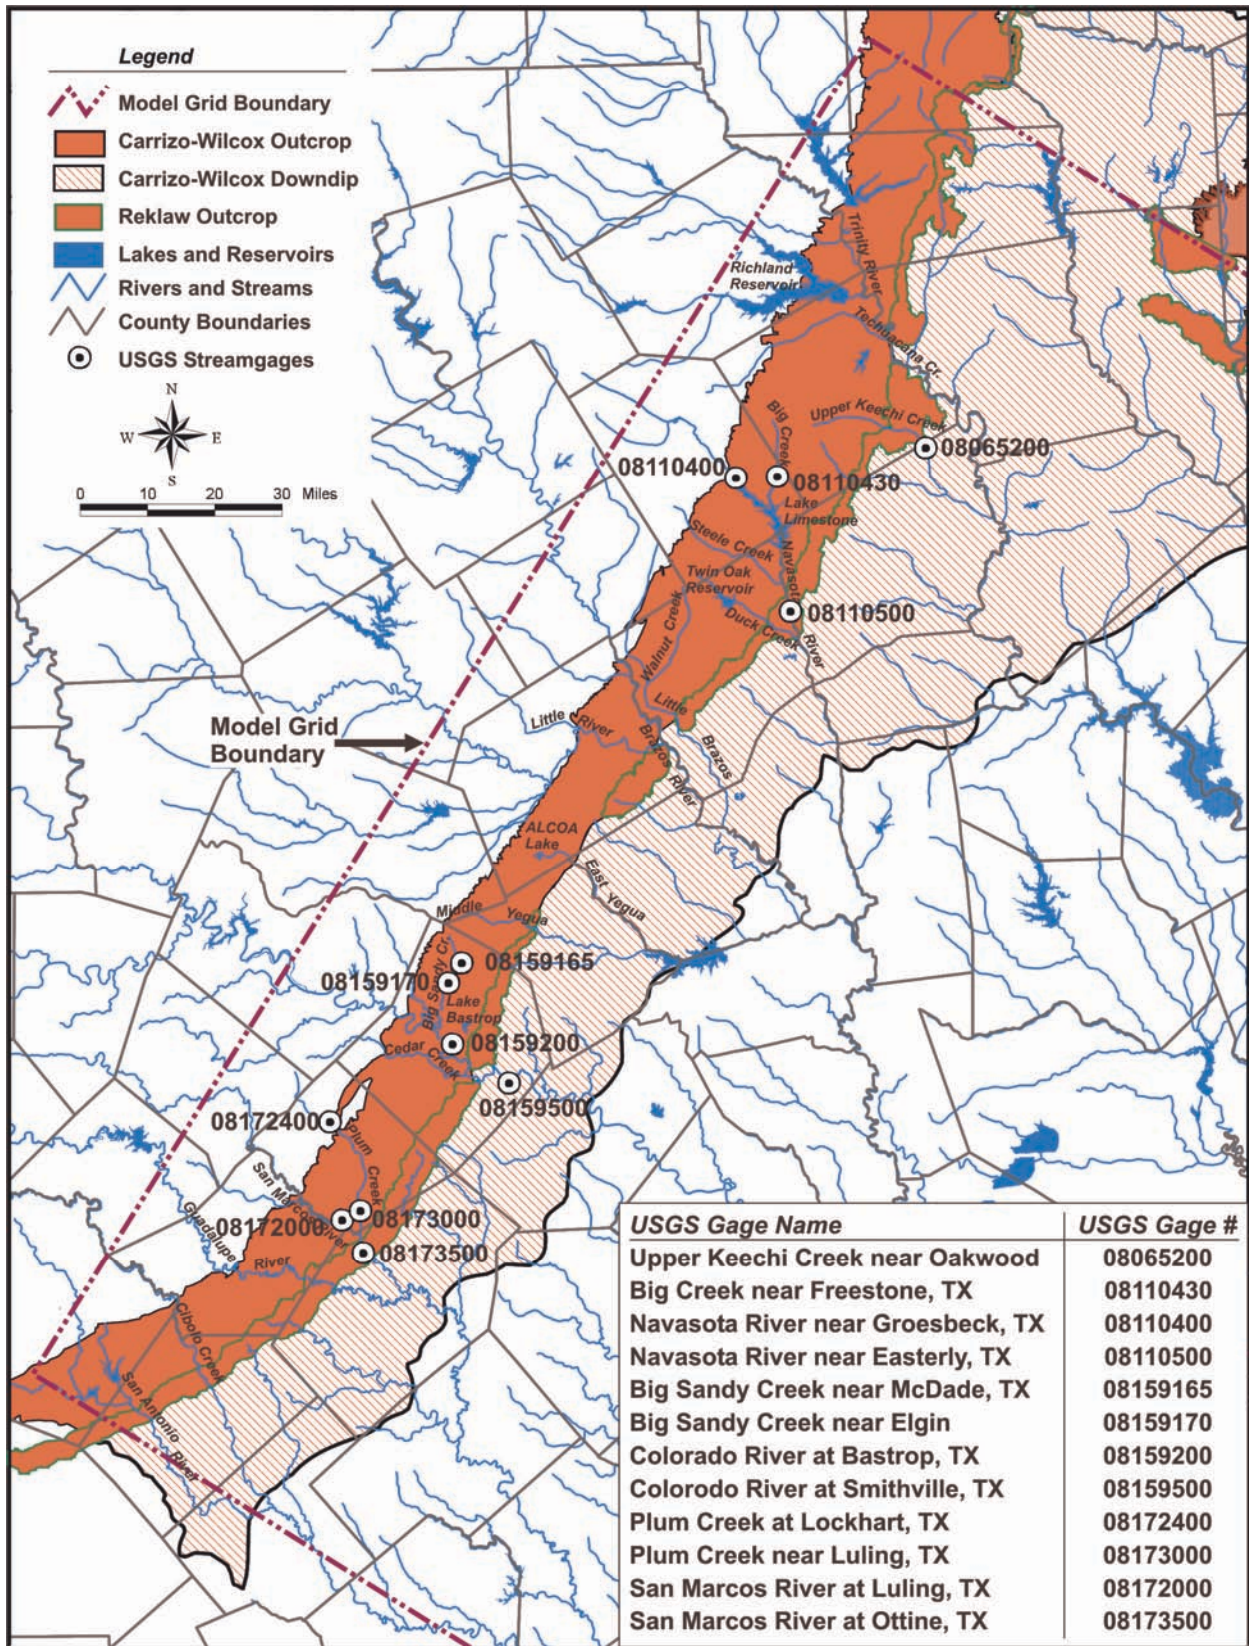 Legend
Model Grid Boundary
Carrizo-Wilcox Outcrop
Carrizo-Wilcox Downdip
Reklaw Outcrop
Lakes and Reservoirs
Rivers and Streams
County Boundaries
USGS Streamgages
N
W E
S
0 10 20 30 Miles
Trinity River
Richland
Reservoir
Techuacana Cr.
Big Creek
Upper Keechi Creek
08065200
08110400
08110430
Lake
Limestone
Steele Creek
Navasota River
Twin Oak
Reservoir
08110500
Duck Creek
Walnut Creek
Little Brazos
Little River
Brazos River
Model Grid
Boundary
ALCOA
Lake
East Yegua
Middle Yegua
Big Sandy Cr.
08159165
08159170
Lake
Bastrop
08159200
Cedar Creek
08159500
08172400
Plum Creek
San Marcos River
08172000
08173000
08173500
Guadalupe River
Cibolo Creek
San Antonio River
USGS Gage Name USGS Gage #
Upper Keechi Creek near Oakwood 08065200
Big Creek near Freestone, TX 08110430
Navasota River near Groesbeck, TX 08110400
Navasota River near Easterly, TX 08110500
Big Sandy Creek near McDade, TX 08159165
Big Sandy Creek near Elgin 08159170
Colorado River at Bastrop, TX 08159200
Colorodo River at Smithville, TX 08159500
Plum Creek at Lockhart, TX 08172400
Plum Creek near Luling, TX 08173000
San Marcos River at Luling, TX 08172000
San Marcos River at Ottine, TX 08173500